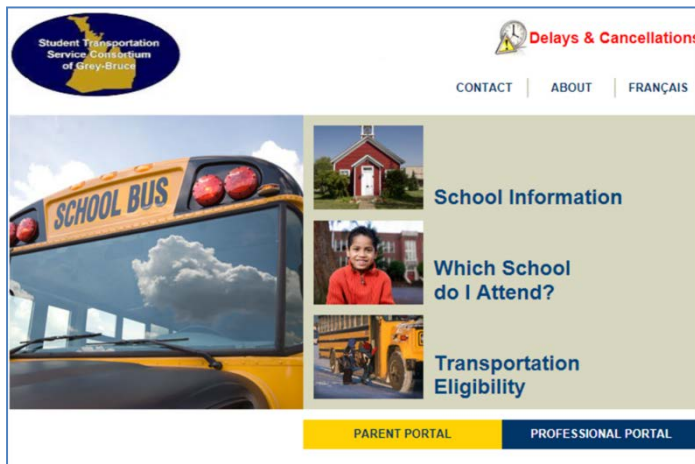 Student Transportation
Service Consortium
of Grey-Bruce
Delays & Cancellations
CONTACT
ABOUT
FRANÇAIS
SCHOOL BUS
School Information
Which School
do I Attend?
Transportation
Eligibility
PARENT PORTAL
PROFESSIONAL PORTAL